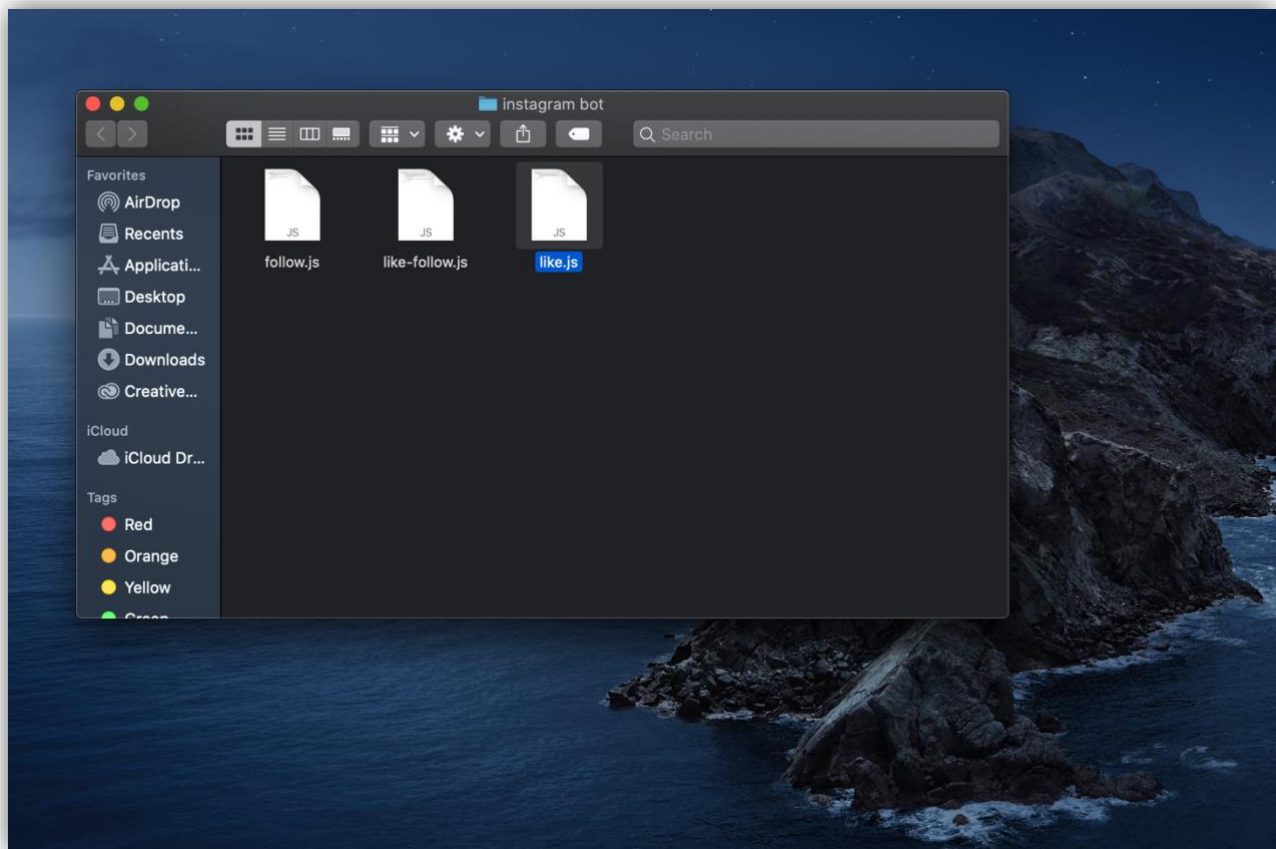 instagram bot
Search
Favorites
AirDrop
Recents
Applicati...
Desktop
Docume...
Downloads
Creative...
iCloud
iCloud Dr...
Tags
Red
Orange
Yellow
Green
JS
follow.js
JS
like-follow.js
JS
like.js